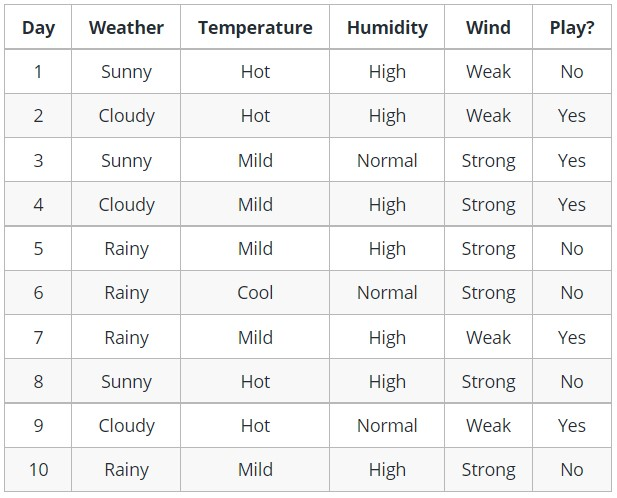 Day Weather Temperature Humidity Wind Play?
1 Sunny Hot High Weak No
2 Cloudy Hot High Weak Yes
3 Sunny Mild Normal Strong Yes
4 Cloudy Mild High Strong Yes
5 Rainy Mild High Strong No
6 Rainy Cool Normal Strong No
7 Rainy Mild High Weak Yes
8 Sunny Hot High Strong No
9 Cloudy Hot Normal Weak Yes
10 Rainy Mild High Strong No